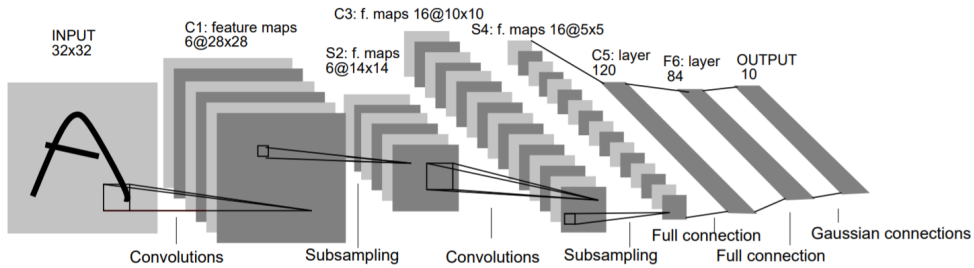 INPUT
32x32
C1: feature maps
6@28x28
S2: f. maps
6@14x14
C3: f. maps 16@10x10
S4: f. maps 16@5x5
C5: layer
120
F6: layer
84
OUTPUT
10
Convolutions
Subsampling
Convolutions
Subsampling
Full connection
Full connection
Gaussian connections